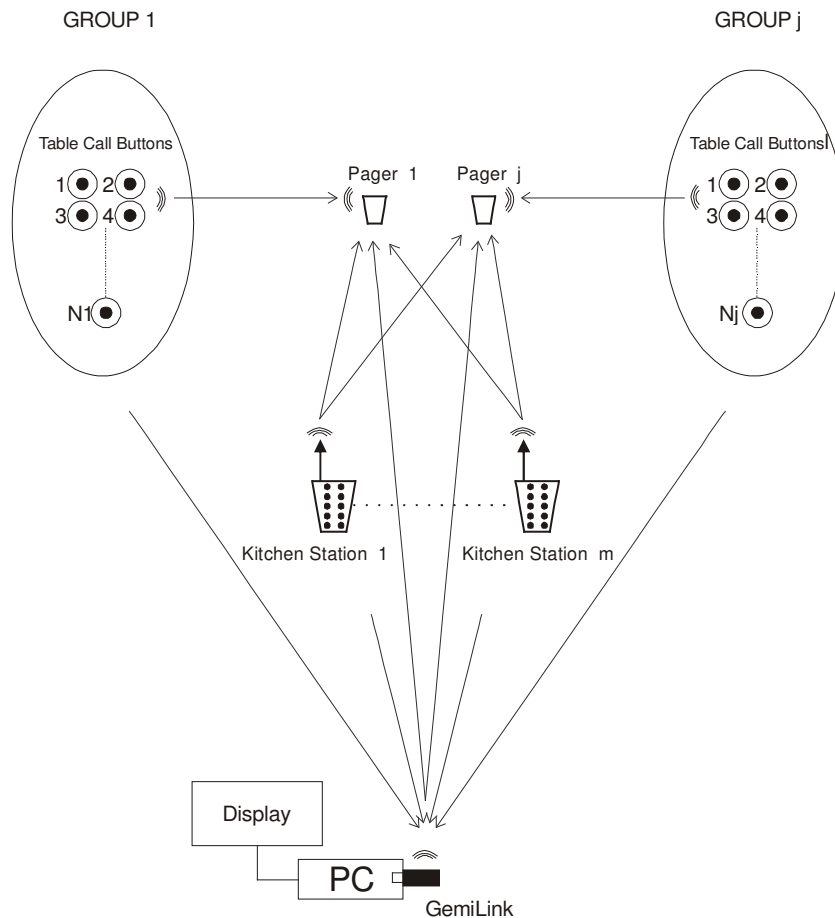 GROUP 1
GROUP j
Table Call Buttons
1 2
3 4
N1
Pager 1
Pager j
Table Call Buttonsl
1 2
3 4
Nj
Kitchen Station 1
Kitchen Station m
Display
PC
GemiLink